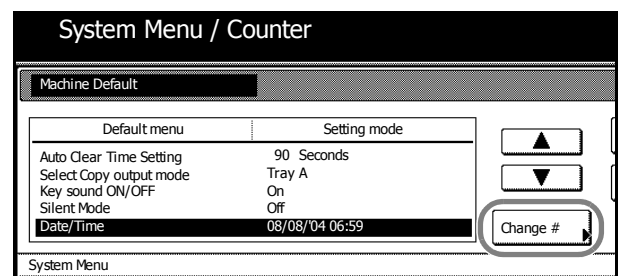 System Menu / Counter
Machine Default
Default menu Setting mode
Auto Clear Time Setting 90 Seconds
Select Copy output mode Tray A
Key sound ON/OFF On
Silent Mode Off
Date/Time 08/08/'04 06:59
Change #
System Menu